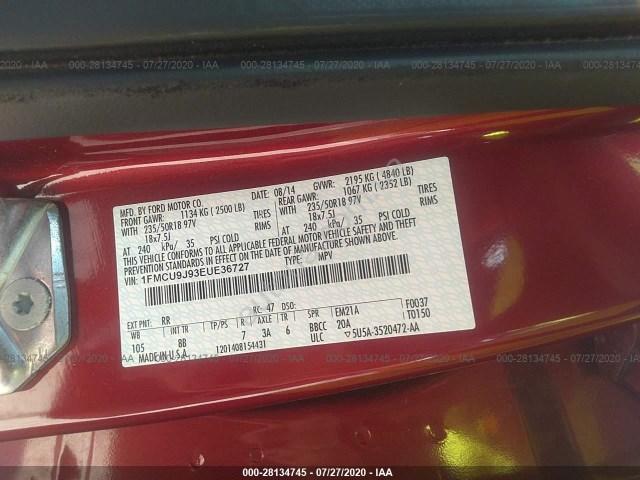 000-28134745 - 07/27/2020 - IAA
MFD. BY FORD MOTOR CO. DATE: 08/14 GVWR: 2195 KG ( 4840 LB)
FRONT GAWR: 1134 KG ( 2500 LB) REAR GAWR: 1067 KG ( 2352 LB)
WITH 235/50R18 97V TIRES WITH 235/50R18 97V TIRES
18x7.5J RIMS 18x7.5J RIMS
AT 240 kPa/ 35 PSI COLD AT 240 kPa/ 35 PSI COLD
THIS VEHICLE CONFORMS TO ALL APPLICABLE FEDERAL MOTOR VEHICLE SAFETY AND THEFT PREVENTION STANDARDS IN EFFECT ON THE DATE OF MANUFACTURE SHOWN ABOVE.
VIN: 1FMCU9J93EUE36727 TYPE: MPV
EXT PNT: RR RC: 47 DSO: F0037
WB INT TR TP/PS R AXLE TR SPR EM21A T0150
105 8B 7 3A 6 BBCC 20A
MADE IN U.S.A. 1201408154431 ULC 5U5A-3520472-AA
000-28134745 - 07/27/2020 - IAA